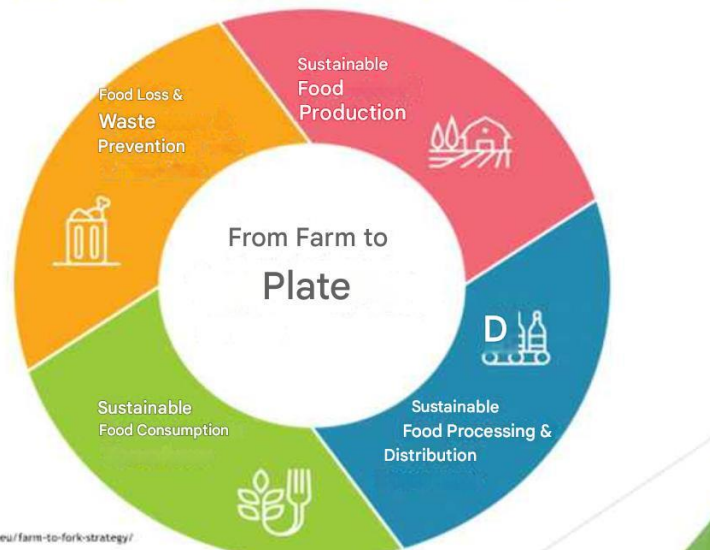 Sustainable
Food
Production
Food Loss &
Waste
Prevention
From Farm to
Plate
D
Sustainable
Food Processing &
Distribution
Sustainable
Food Consumption
eu/farm-to-fork-strategy/